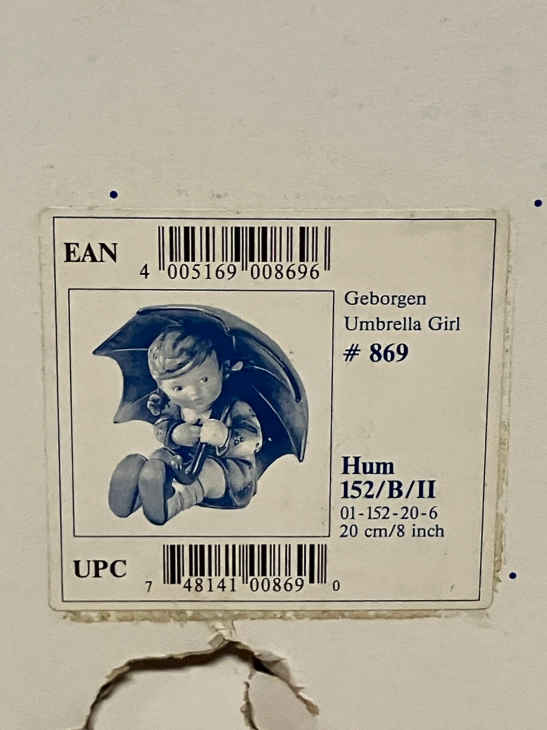 EAN
4 005169 008696
Geborgen
Umbrella Girl
# 869
Hum
152/B/II
01-152-20-6
20 cm/8 inch
UPC
7 48141 00869 0